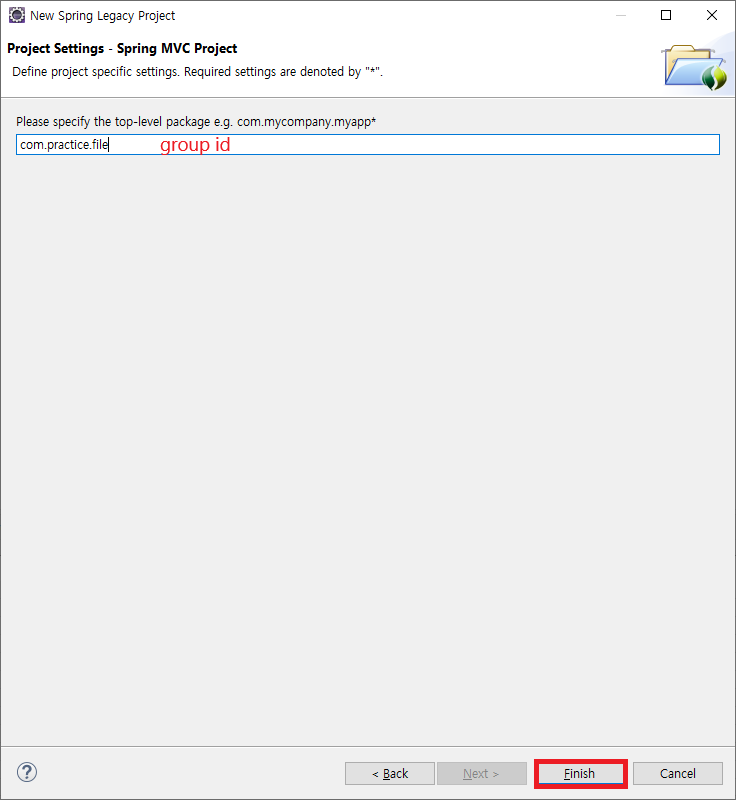 New Spring Legacy Project
Project Settings - Spring MVC Project
Define project specific settings. Required settings are denoted by "*".
Please specify the top-level package e.g. com.mycompany.myapp*
com.practice.file group id
< Back Next > Finish Cancel